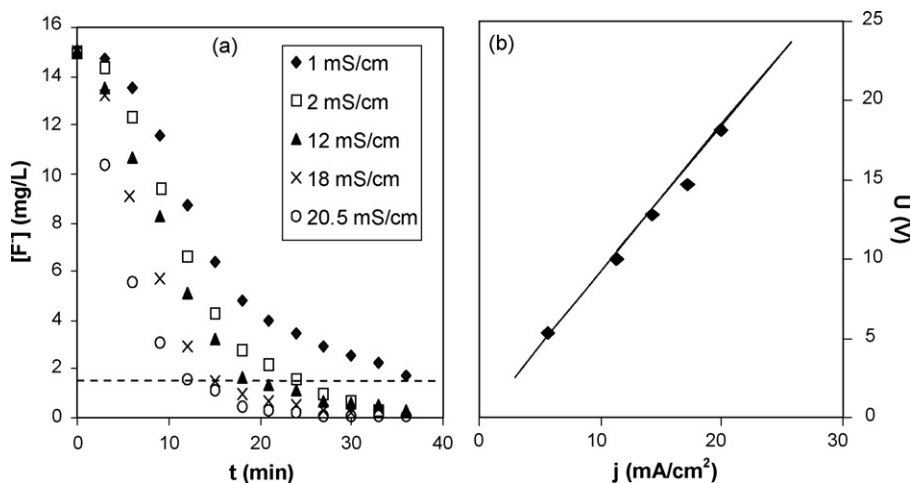 (a)
16
14
12
10
8
6
4
2
0
[F⁻] (mg/L)
1 mS/cm
2 mS/cm
12 mS/cm
18 mS/cm
20.5 mS/cm
0 10 20 30 40
t (min)
(b)
25
20
15
10
5
0
U (V)
0 10 20 30
j (mA/cm²)